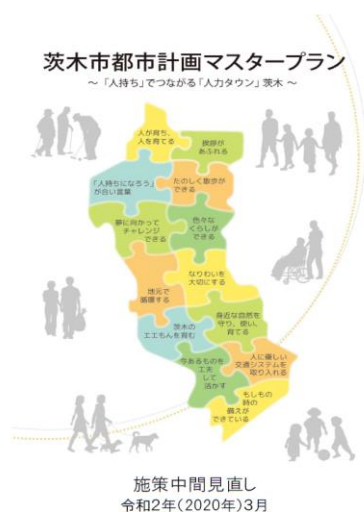 茨木市都市計画マスタープラン
~「人持ち」でつながる「人力タウン」茨木~
人が育ち、
人を育てる
挨拶が
あふれる
「人持ちになろう」
が合い言葉
たのしく散歩が
できる
夢に向かって
チャレンジ
できる
色々な
くらしが
できる
なりわいを
大切にする
地元で
循環する
身近な自然を
守り、使い、
育てる
茨木の
エエもんを育む
人に優しい
交通システムを
取り入れる
今あるものを
工夫
して
活かす
もしもの
時の
備えが
できている
施策中間見直し
令和2年(2020年)3月